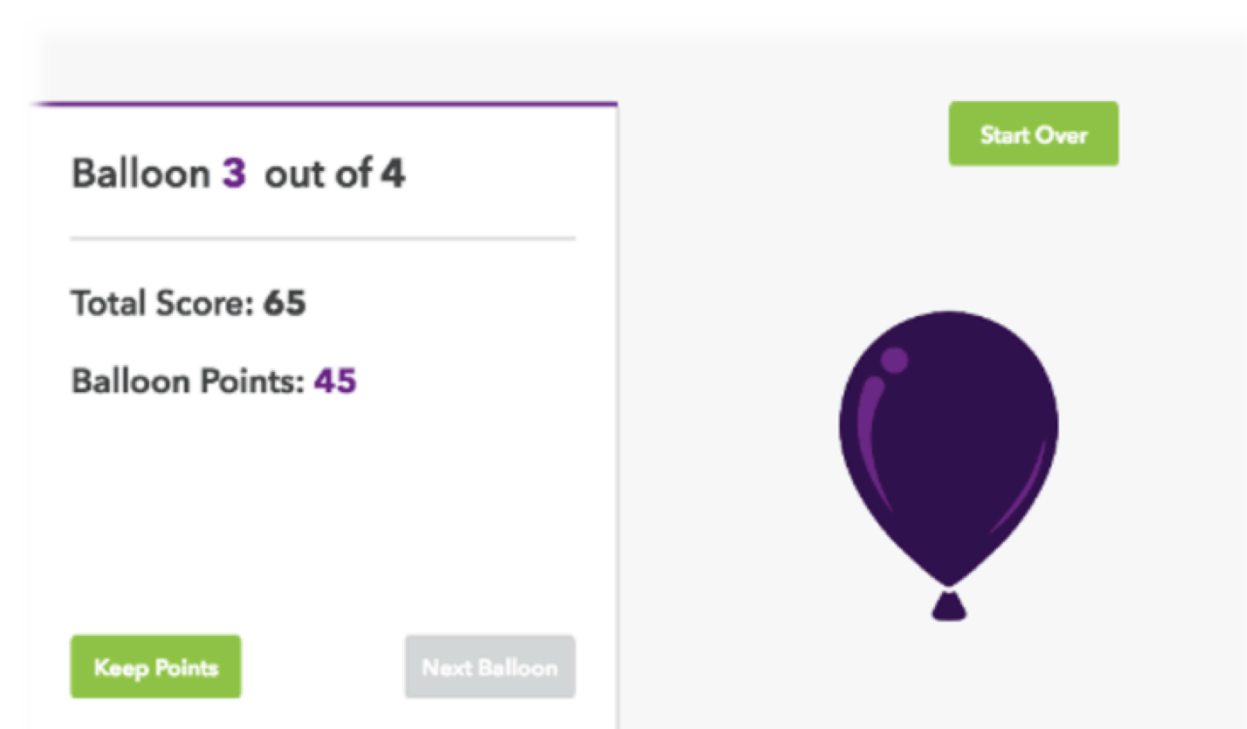 Start Over
Balloon 3 out of 4
Total Score: 65
Balloon Points: 45
Keep Points
Next Balloon